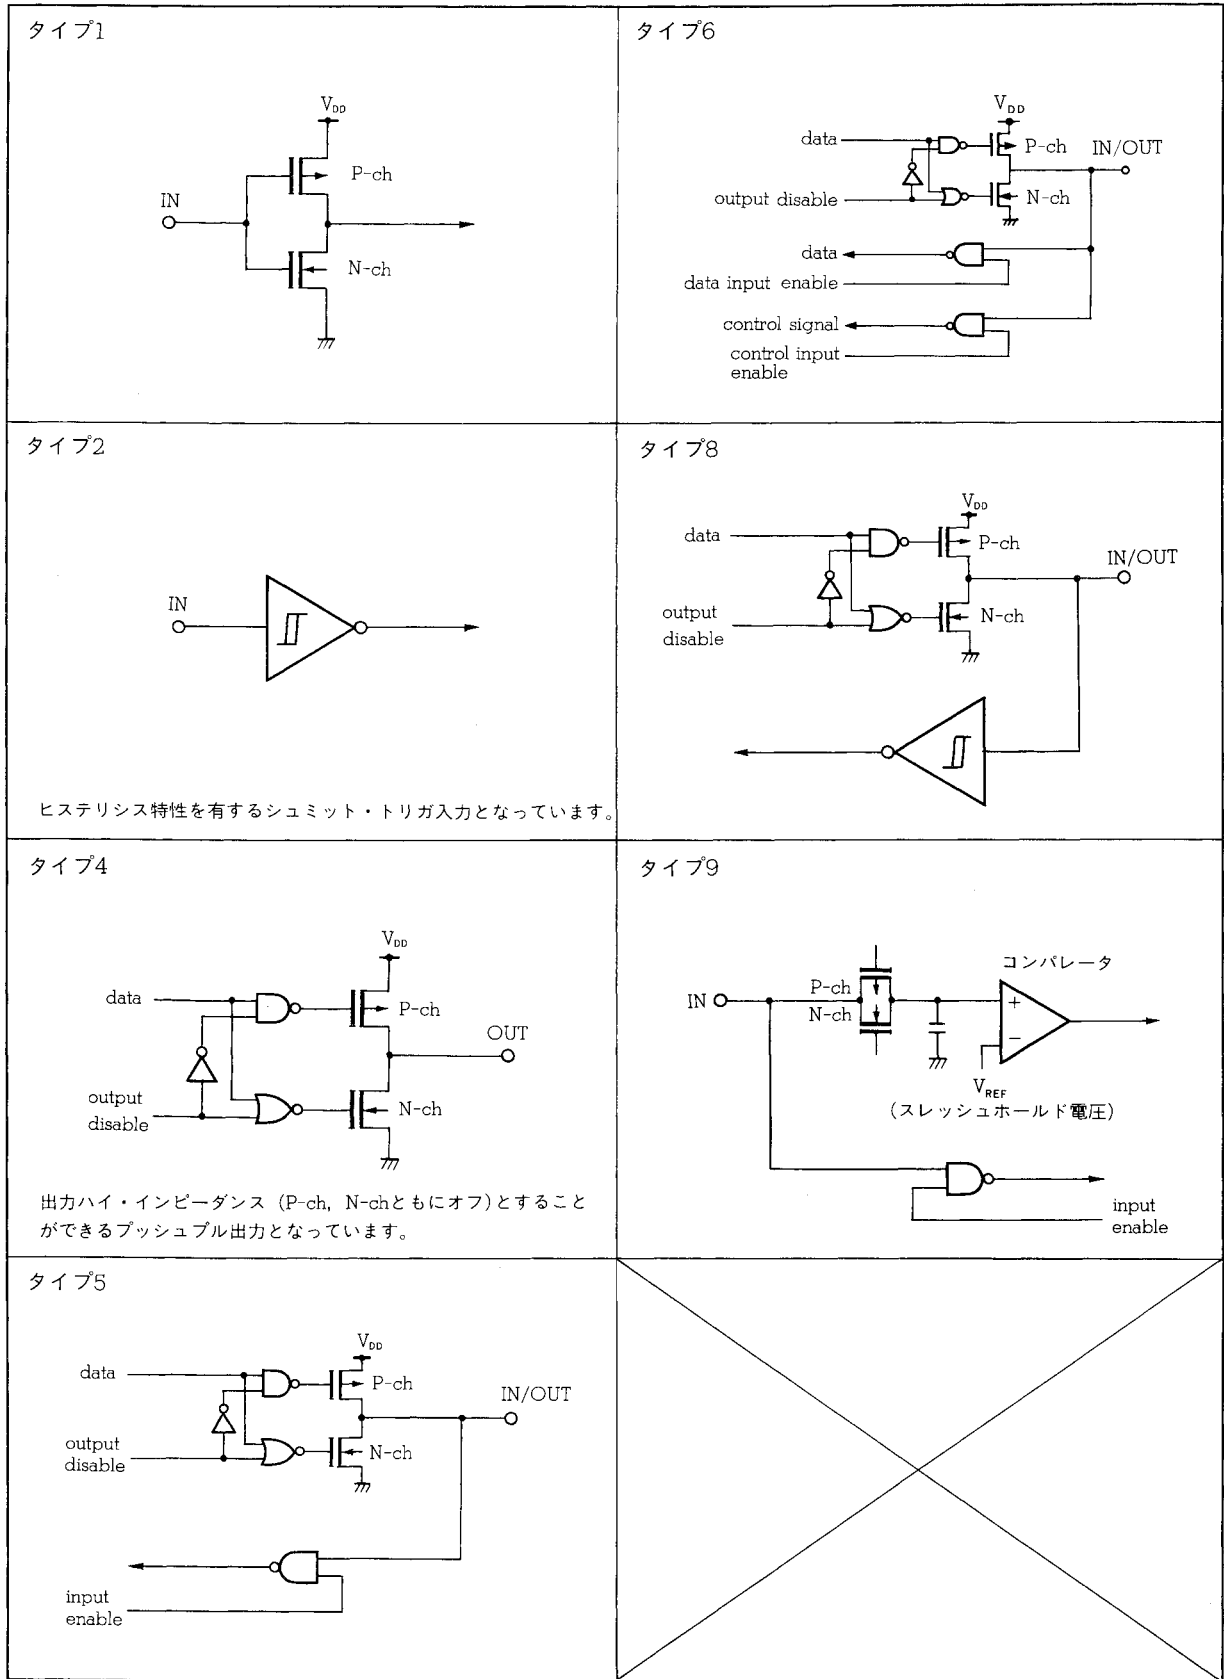 タイプ1
VDD
P-ch
IN
N-ch
タイプ6
VDD
data
P-ch
IN/OUT
output disable
N-ch
data
data input enable
control signal
control input
enable
タイプ2
IN
ヒステリシス特性を有するシュミット・トリガ入力となっています。
タイプ8
VDD
data
P-ch
IN/OUT
output
disable
N-ch
タイプ4
VDD
data
P-ch
OUT
output
disable
N-ch
出力ハイ・インピーダンス (P-ch, N-chともにオフ)とすること
ができるプッシュプル出力となっています。
タイプ9
コンパレータ
P-ch
IN
N-ch
+
−
VREF
(スレッシュホールド電圧)
input
enable
タイプ5
VDD
data
P-ch
IN/OUT
output
disable
N-ch
input
enable